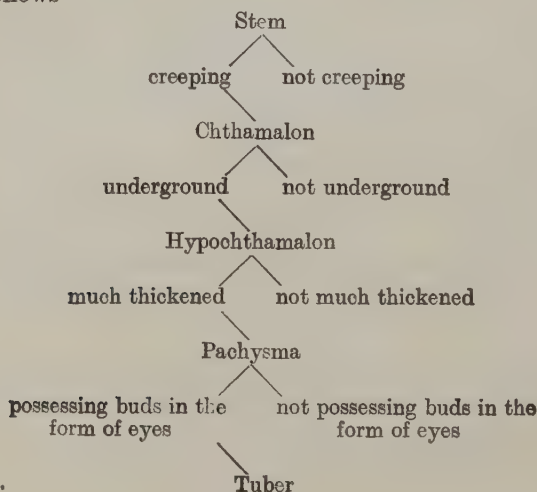 Stem
creeping not creeping
Chthamalon
underground not underground
Hypochthamalon
much thickened not much thickened
Pachysma
possessing buds in the not possessing buds in the
form of eyes form of eyes
Tuber